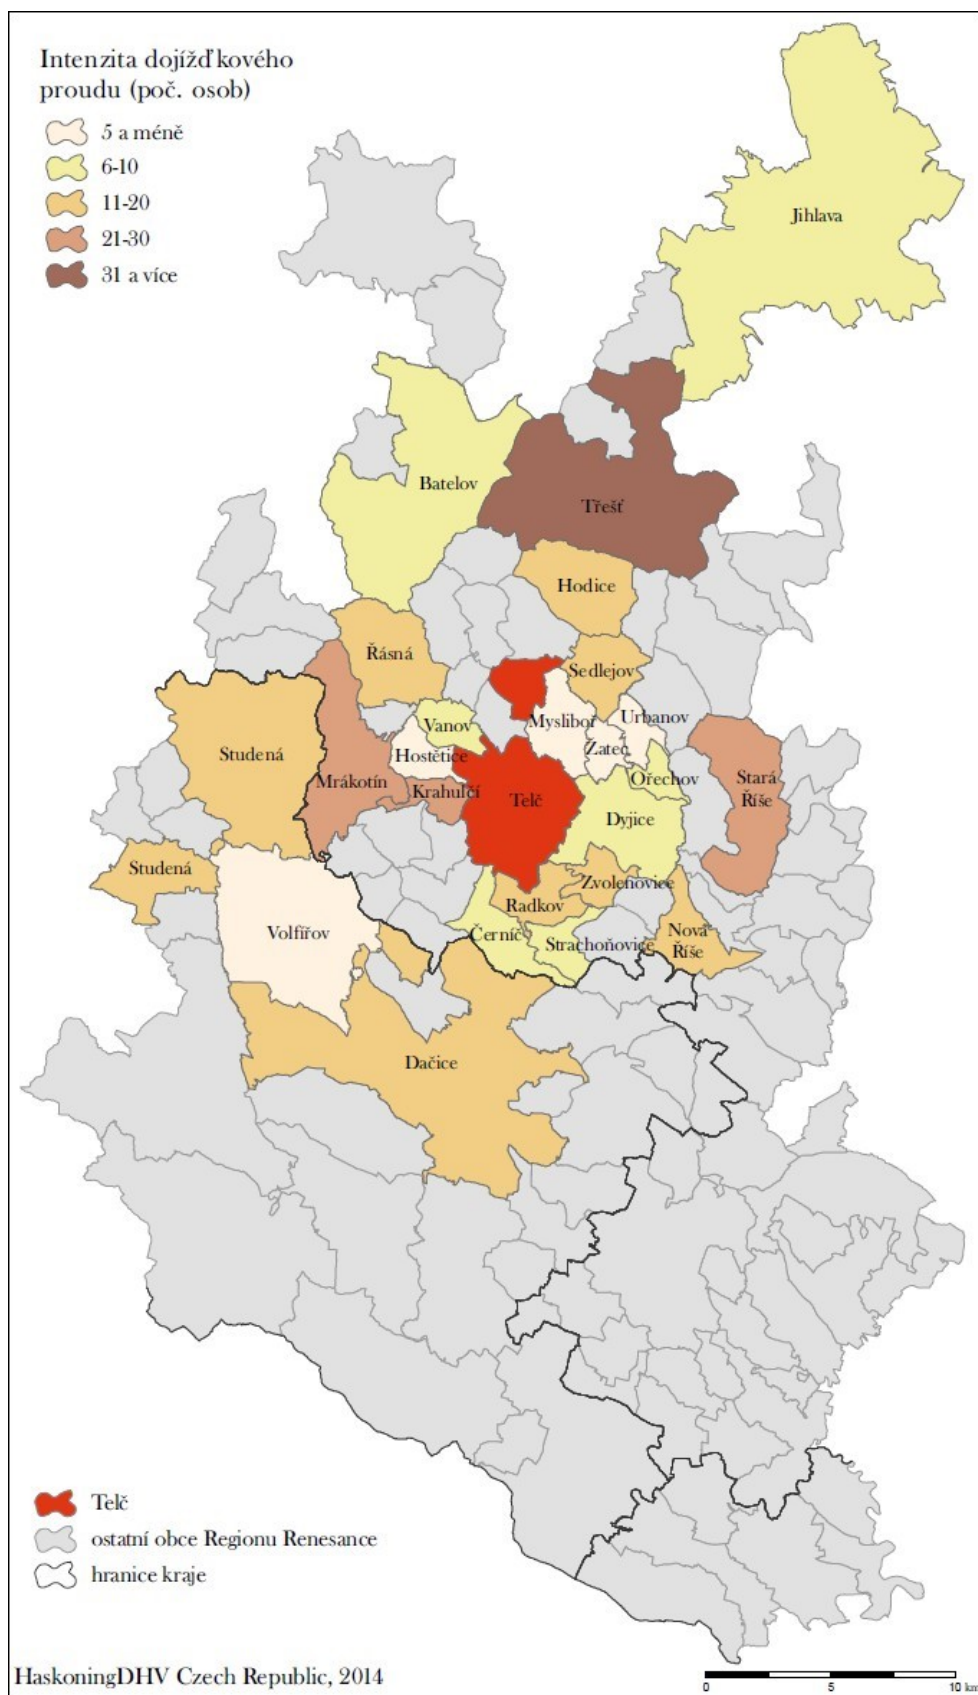 Intenzita dojížďkového
proudu (poč. osob)
5 a méně
6-10
11-20
21-30
31 a více
Jihlava
Batelov
Třešť
Hodice
Řásná
Sedlejov
Vanov
Mysliboř
Urbanov
Studená
Hostětice
Zatec
Mrákotín
Krahulčí
Telč
Ořechov
Stará
Říše
Dyjice
Studená
Zvolenovice
Radkov
Volfířov
Černíč
Strachoňovice
Nová
Říše
Dačice
Telč
ostatní obce Regionu Renesance
hranice kraje
HaskoningDHV Czech Republic, 2014
0 5 10 km